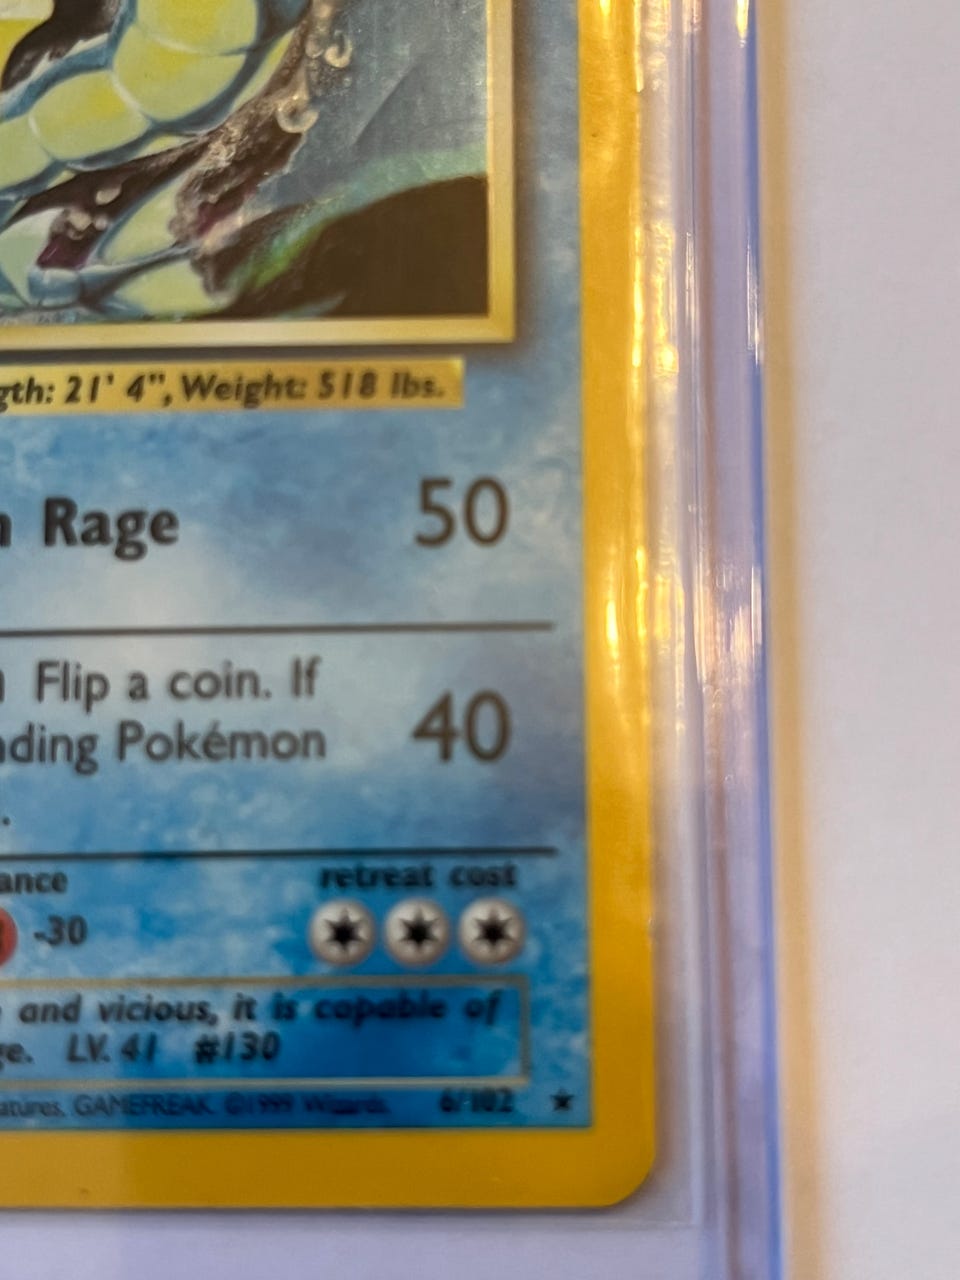 gth: 21' 4", Weight: 518 lbs.
n Rage 50
Flip a coin. If
nding Pokémon 40
.
ance retreat cost
-30
and vicious, it is capable of
ge. LV. 41 #130
atures, GAMEFREAK. ©1999 Wizards. 6/102